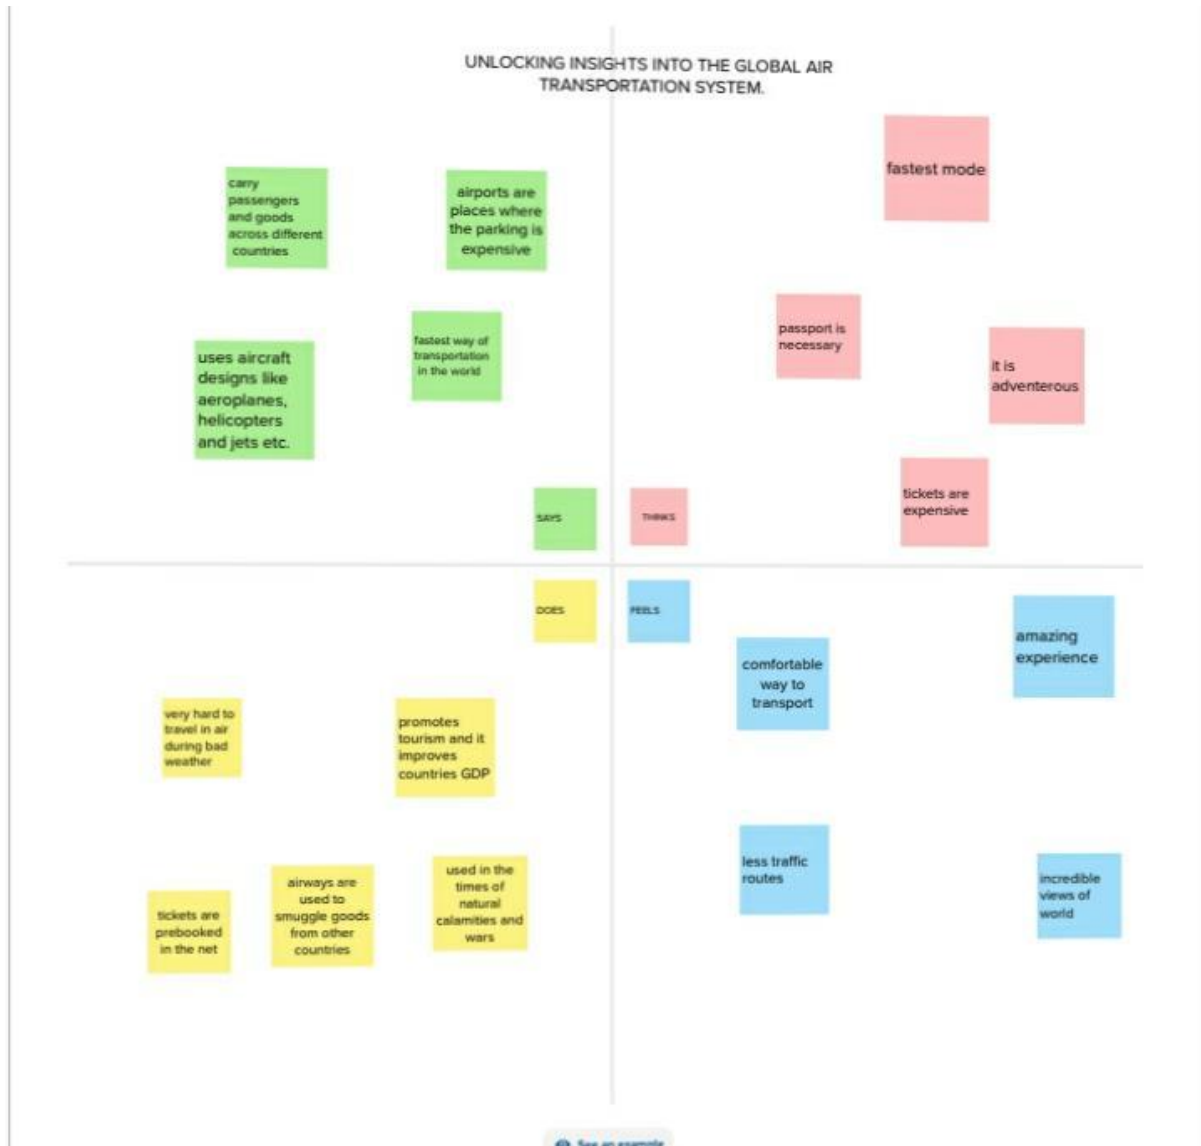 UNLOCKING INSIGHTS INTO THE GLOBAL AIR
TRANSPORTATION SYSTEM.
carry
passengers
and goods
across different
countries
airports are
places where
the parking is
expensive
uses aircraft
designs like
aeroplanes,
helicopters
and jets etc.
fastest way of
transportation
in the world
SAYS
fastest mode
passport is
necessary
it is
adventerous
tickets are
expensive
THINKS
DOES
very hard to
travel in air
during bad
weather
promotes
tourism and it
improves
countries GDP
tickets are
prebooked
in the net
airways are
used to
smuggle goods
from other
countries
used in the
times of
natural
calamities and
wars
FEELS
comfortable
way to
transport
amazing
experience
less traffic
routes
incredible
views of
world
See an example